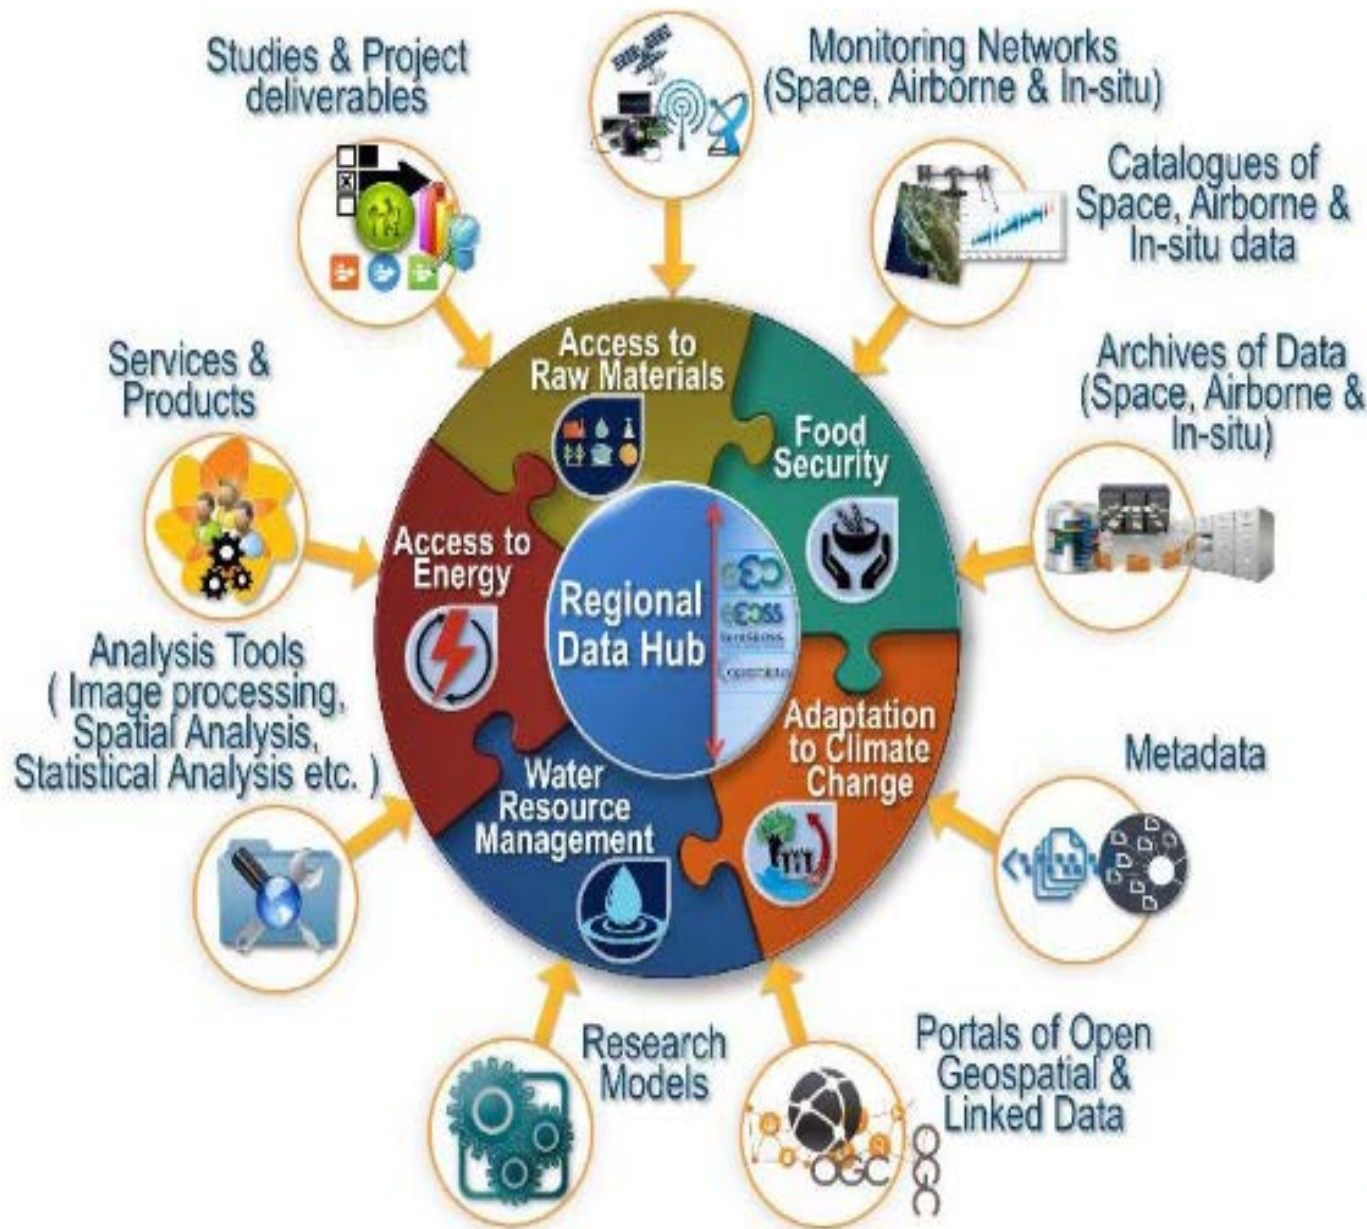 Studies & Project
deliverables
Monitoring Networks
(Space, Airborne & In-situ)
Catalogues of
Space, Airborne &
In-situ data
Archives of Data
(Space, Airborne &
In-situ)
Metadata
Portals of Open
Geospatial &
Linked Data
OGC
OGC
Research
Models
Analysis Tools
( Image processing,
Spatial Analysis,
Statistical Analysis etc. )
Services &
Products
Access to
Raw Materials
Food
Security
Adaptation
to Climate
Change
Water
Resource
Management
Access to
Energy
Regional
Data Hub